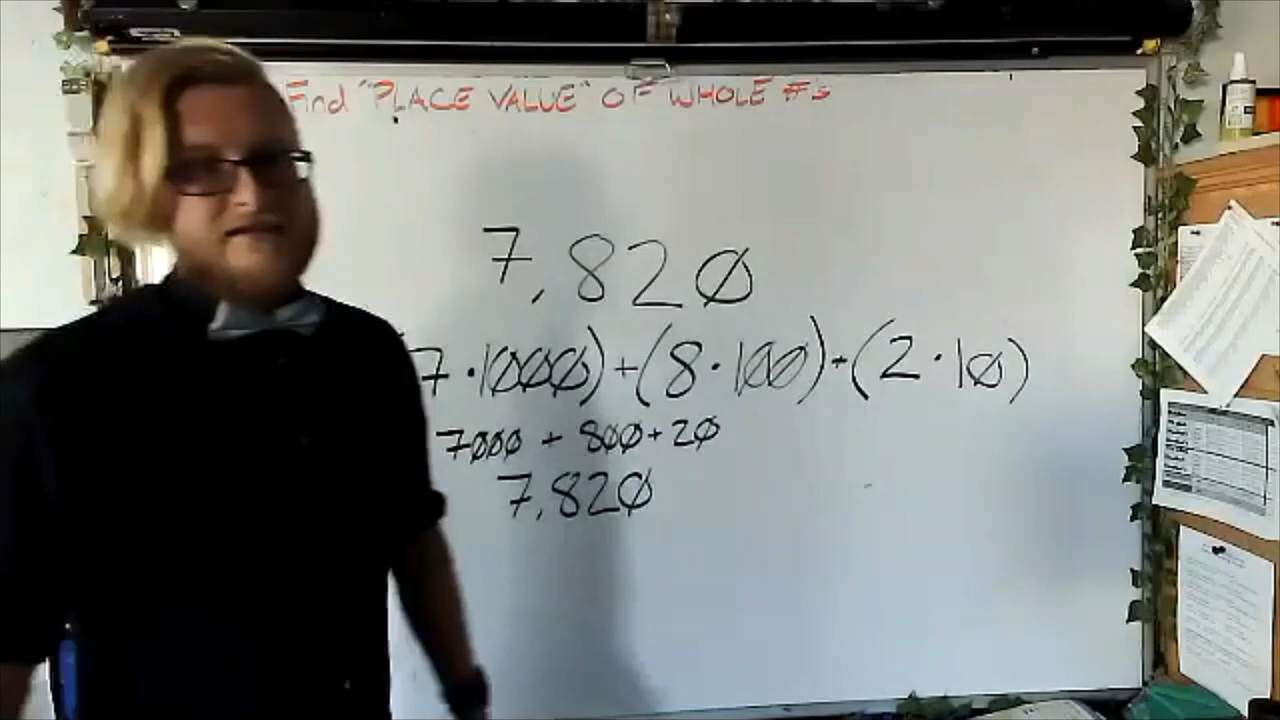 Find "PLACE VALUE" OF WHOLE #s
7,820
(7·1000)+(8·100)+(2·10)
7000 + 800+20
7,820